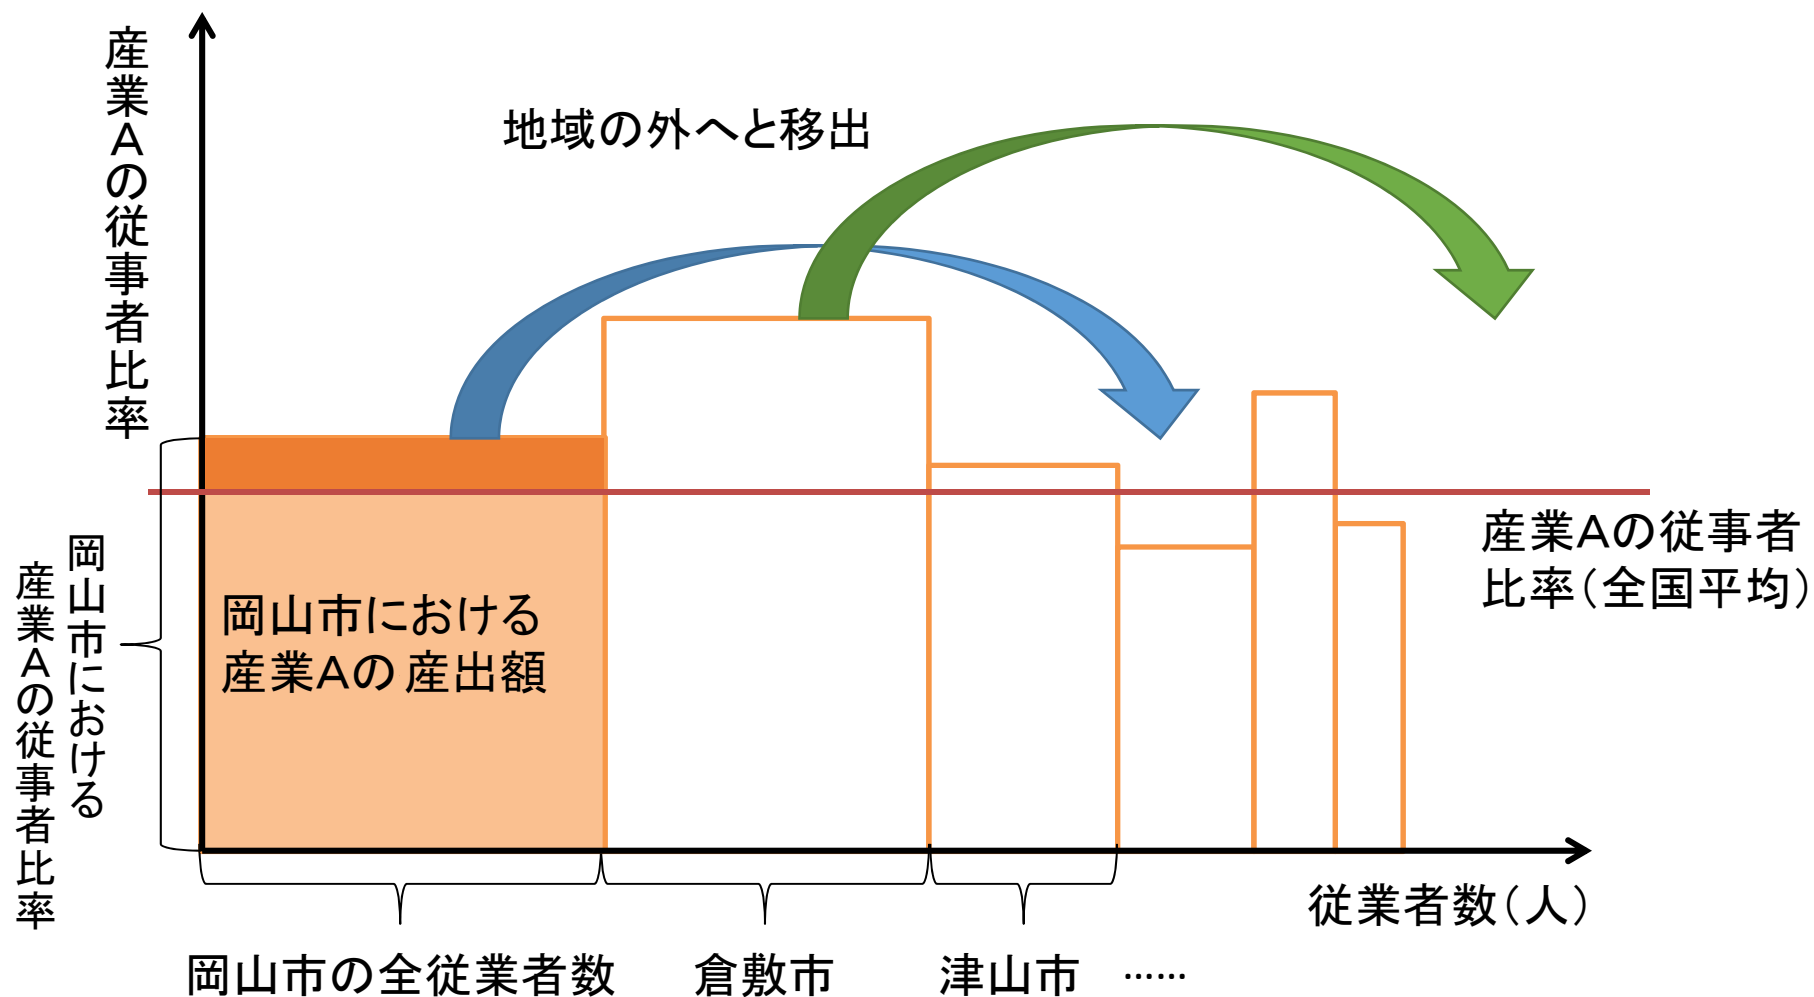 産業Aの従事者比率
地域の外へと移出
産業Aの従事者
比率（全国平均）
岡山市における
産業Aの従事者比率
岡山市における
産業Aの産出額
従業者数（人）
岡山市の全従業者数
倉敷市
津山市
……